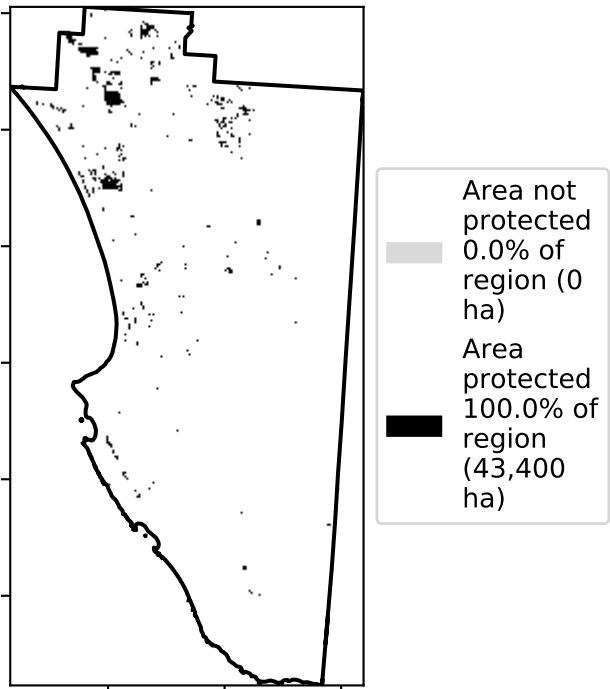 Area not
protected
0.0% of
region (0
ha)
Area
protected
100.0% of
region
(43,400
ha)